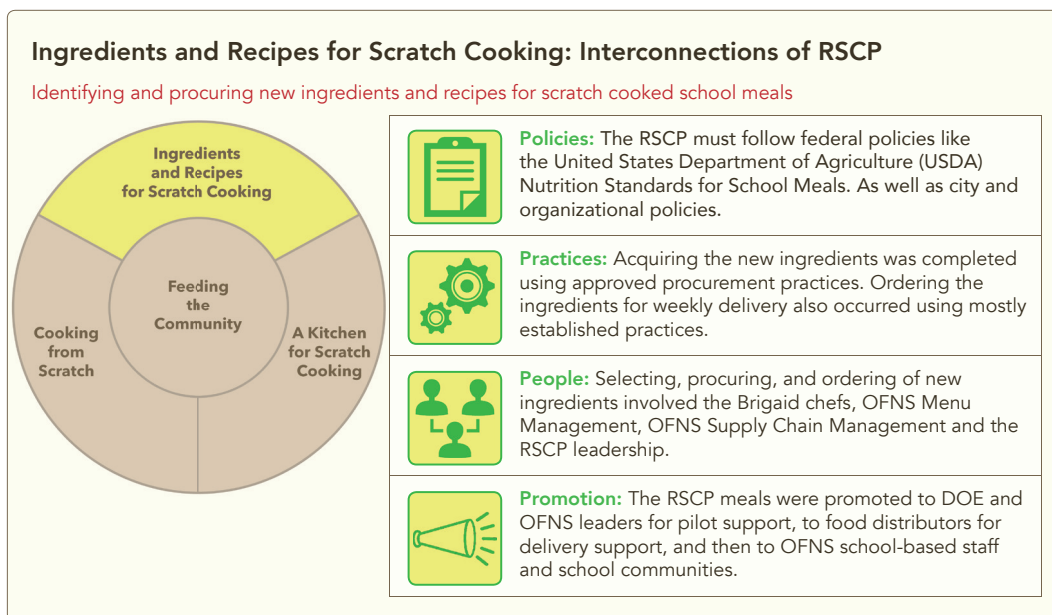 Ingredients and Recipes for Scratch Cooking: Interconnections of RSCP
Identifying and procuring new ingredients and recipes for scratch cooked school meals
Ingredients
and Recipes
for Scratch Cooking
Feeding
the
Community
Cooking
from
Scratch
A Kitchen
for Scratch
Cooking
Policies: The RSCP must follow federal policies like
the United States Department of Agriculture (USDA)
Nutrition Standards for School Meals. As well as city and
organizational policies.
Practices: Acquiring the new ingredients was completed
using approved procurement practices. Ordering the
ingredients for weekly delivery also occurred using mostly
established practices.
People: Selecting, procuring, and ordering of new
ingredients involved the Brigaid chefs, OFNS Menu
Management, OFNS Supply Chain Management and the
RSCP leadership.
Promotion: The RSCP meals were promoted to DOE and
OFNS leaders for pilot support, to food distributors for
delivery support, and then to OFNS school-based staff
and school communities.